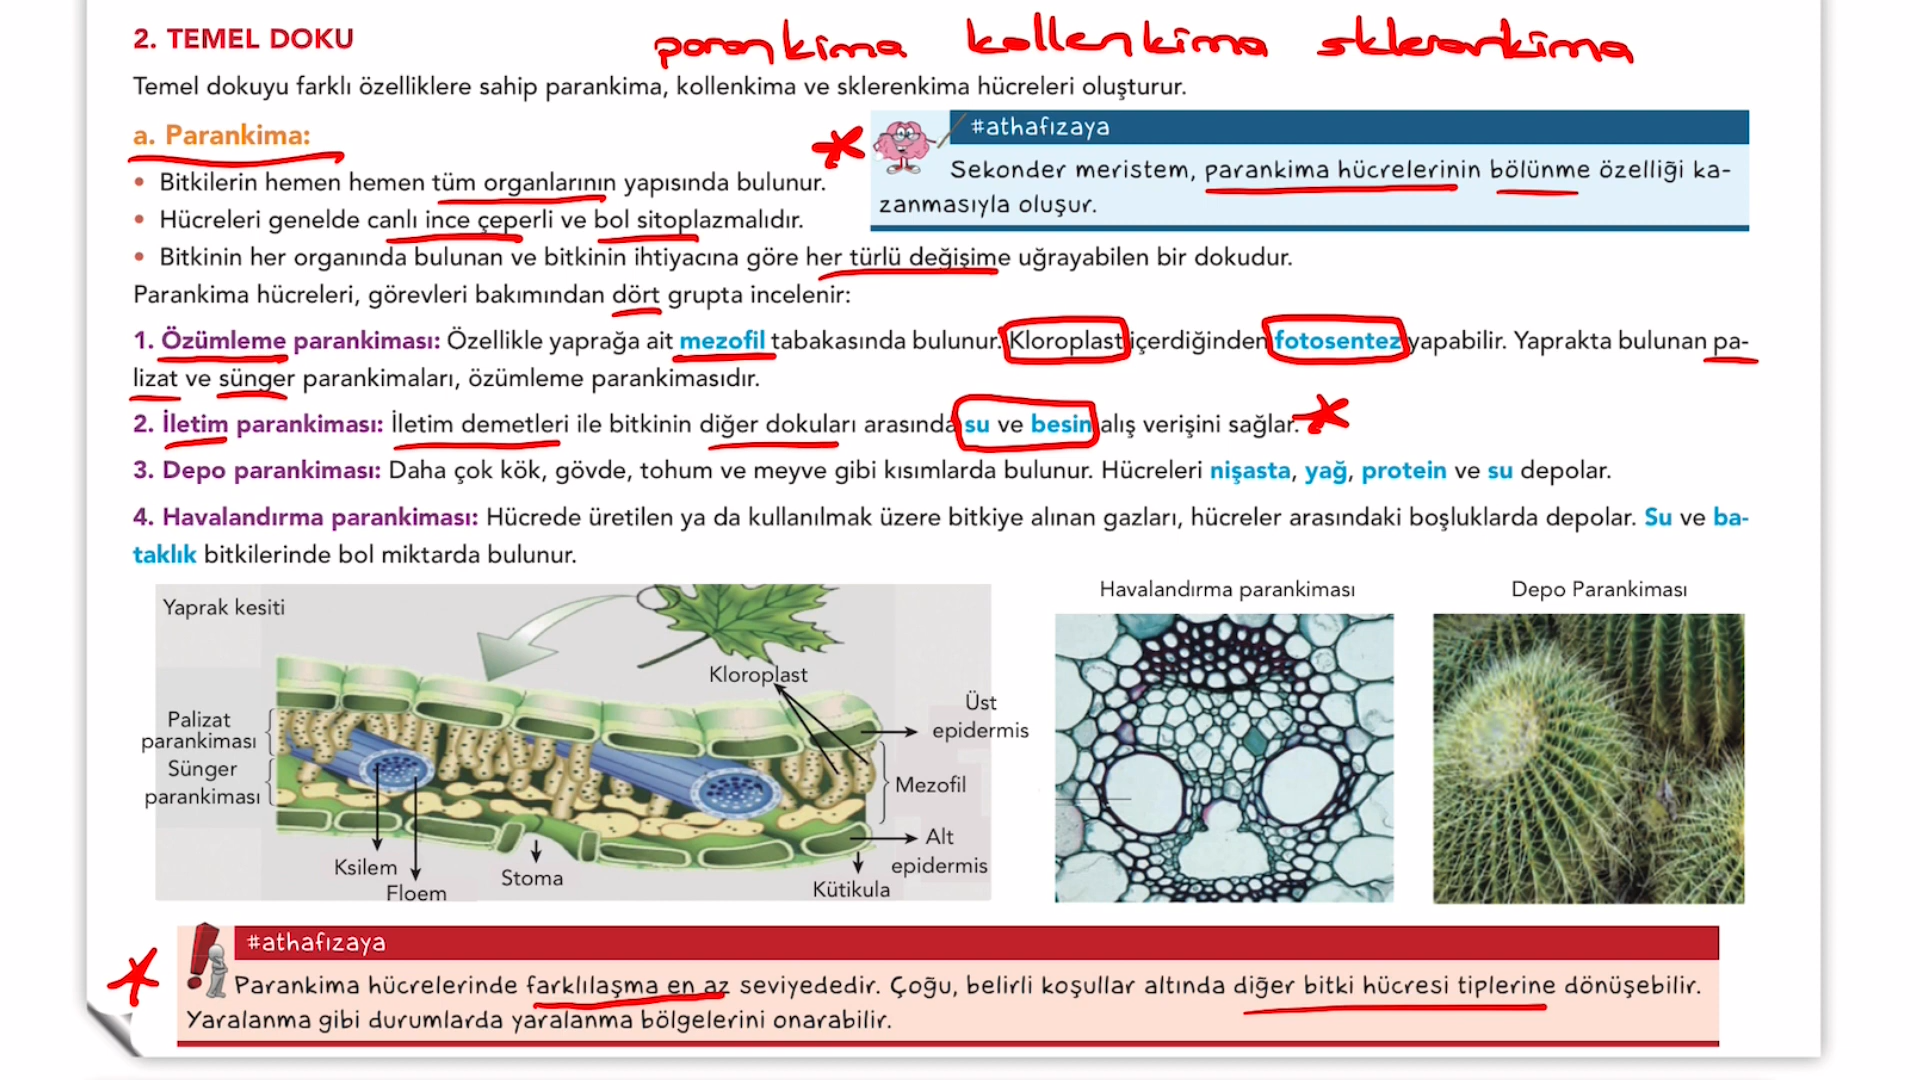 2. TEMEL DOKU
parankima kollenkima sklerankima
Temel dokuyu farklı özelliklere sahip parankima, kollenkima ve sklerenkima hücreleri oluşturur.
a. Parankima:
• Bitkilerin hemen hemen tüm organlarının yapısında bulunur.
• Hücreleri genelde canlı ince çeperli ve bol sitoplazmalıdır.
#athafızaya
Sekonder meristem, parankima hücrelerinin bölünme özelliği ka-
zanmasıyla oluşur.
• Bitkinin her organında bulunan ve bitkinin ihtiyacına göre her türlü değişime uğrayabilen bir dokudur.
Parankima hücreleri, görevleri bakımından dört grupta incelenir:
1. Özümleme parankiması: Özellikle yaprağa ait mezofil tabakasında bulunur. Kloroplast içerdiğinden fotosentez yapabilir. Yaprakta bulunan pa-
lizat ve sünger parankimaları, özümleme parankimasıdır.
2. İletim parankiması: İletim demetleri ile bitkinin diğer dokuları arasında su ve besin alış verişini sağlar.
3. Depo parankiması: Daha çok kök, gövde, tohum ve meyve gibi kısımlarda bulunur. Hücreleri nişasta, yağ, protein ve su depolar.
4. Havalandırma parankiması: Hücrede üretilen ya da kullanılmak üzere bitkiye alınan gazları, hücreler arasındaki boşluklarda depolar. Su ve ba-
taklık bitkilerinde bol miktarda bulunur.
Yaprak kesiti
Kloroplast
Palizat
parankiması
Sünger
parankiması
Üst
epidermis
Mezofil
Alt
epidermis
Ksilem
Floem
Stoma
Kütikula
Havalandırma parankiması
Depo Parankiması
#athafızaya
Parankima hücrelerinde farklılaşma en az seviyededir. Çoğu, belirli koşullar altında diğer bitki hücresi tiplerine dönüşebilir.
Yaralanma gibi durumlarda yaralanma bölgelerini onarabilir.